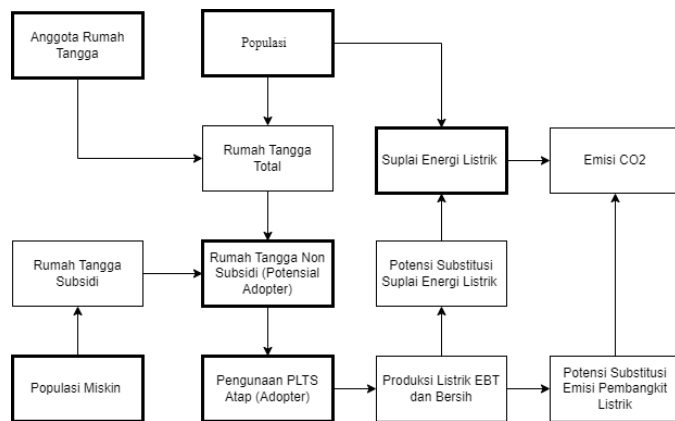 Anggota Rumah
Tangga
Populasi
Rumah Tangga
Total
Suplai Energi Listrik
Emisi CO2
Rumah Tangga
Subsidi
Rumah Tangga Non
Subsidi (Potensial
Adopter)
Potensi Substitusi
Suplai Energi Listrik
Populasi Miskin
Pengunaan PLTS
Atap (Adopter)
Produksi Listrik EBT
dan Bersih
Potensi Substitusi
Emisi Pembangkit
Listrik